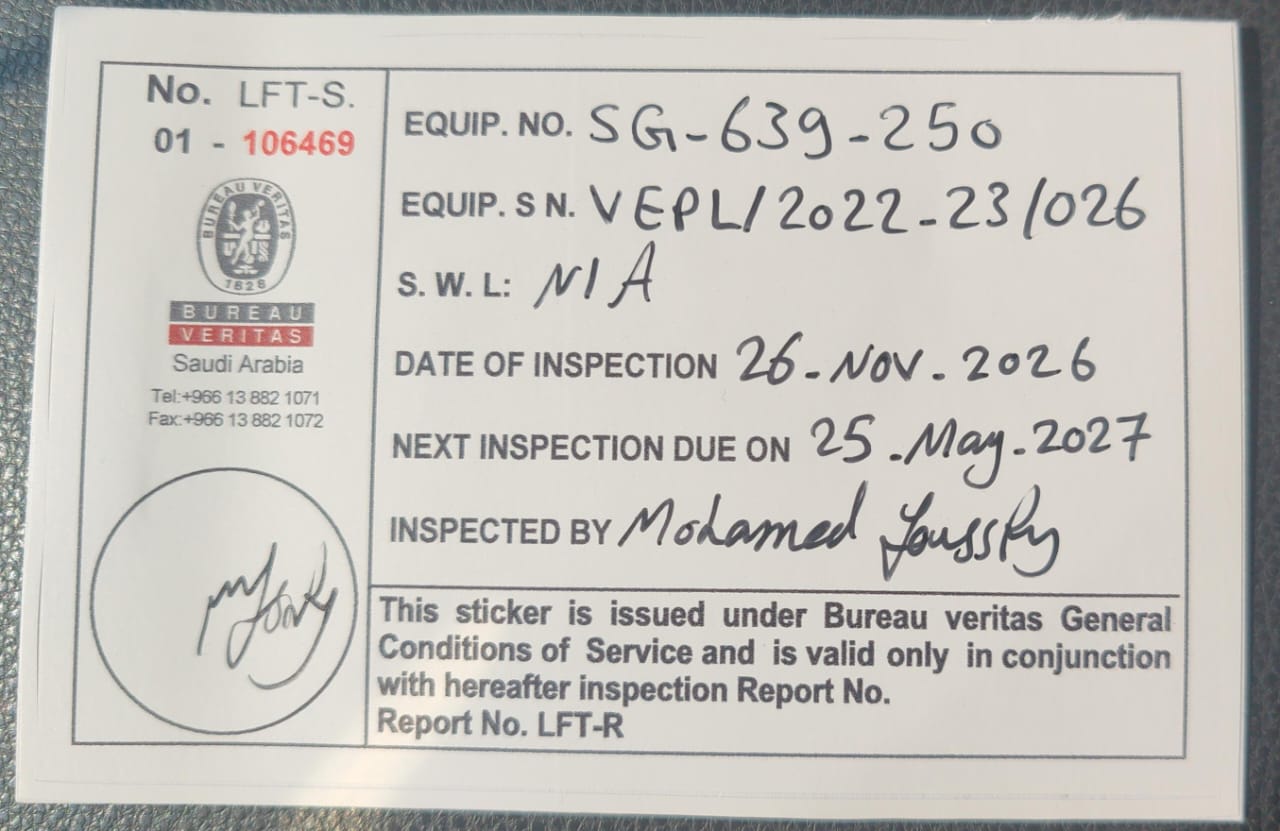 No. LFT-S.
01 - 106469
BUREAU VERITAS
1828
BUREAU
VERITAS
Saudi Arabia
Tel:+966 13 882 1071
Fax:+966 13 882 1072
EQUIP. NO. SG-639-250
EQUIP. S N. VEPL/2022-23/026
S. W. L: N/A
DATE OF INSPECTION 26-NOV-2026
NEXT INSPECTION DUE ON 25-May-2027
INSPECTED BY Mohamed
This sticker is issued under Bureau veritas General
Conditions of Service and is valid only in conjunction
with hereafter inspection Report No.
Report No. LFT-R